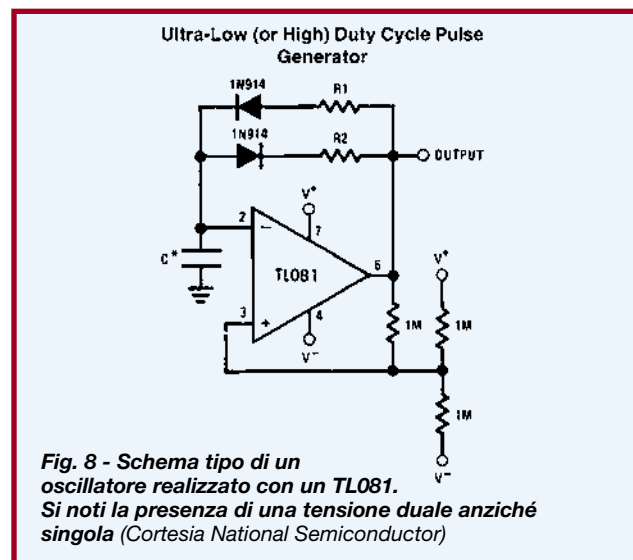 Ultra-Low (or High) Duty Cycle Pulse
Generator
1N914
R1
1N914
R2
OUTPUT
V+
2
7
C*
TL081
6
V+
3
4
1M
1M
V-
1M
V-
Fig. 8 - Schema tipo di un
oscillatore realizzato con un TL081.
Si noti la presenza di una tensione duale anziché
singola (Cortesia National Semiconductor)